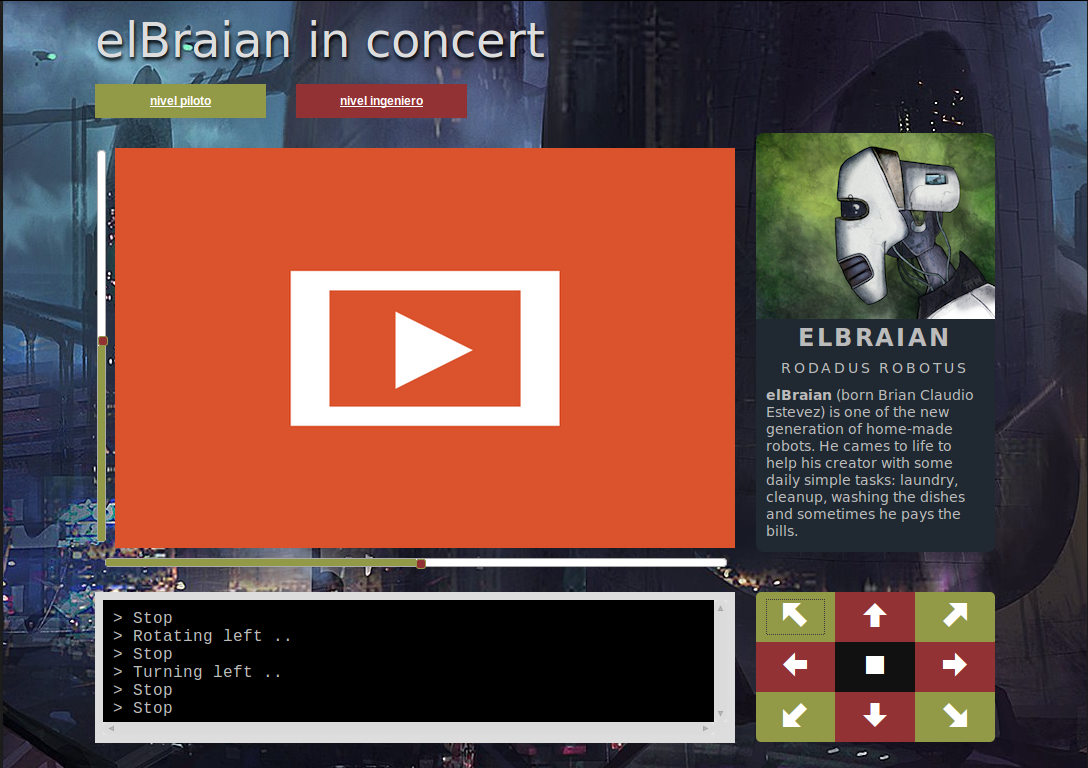 elBraian in concert
nivel piloto
nivel ingeniero
ELBRAIAN
RODADUS ROBOTUS
elBraian (born Brian Claudio
Estevez) is one of the new
generation of home-made
robots. He cames to life to
help his creator with some
daily simple tasks: laundry,
cleanup, washing the dishes
and sometimes he pays the
bills.
> Stop
> Rotating left ..
> Stop
> Turning left ..
> Stop
> Stop